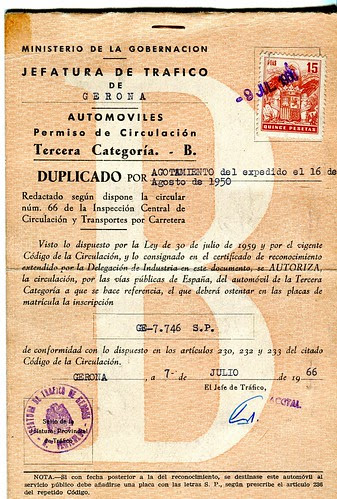 MINISTERIO DE LA GOBERNACION
JEFATURA DE TRAFICO
DE
GERONA
AUTOMOVILES
Permiso de Circulación
Tercera Categoría. - B.
15
QUINCE PESETAS
DUPLICADO POR AGOTAMIENTO del expedido el 16 de
Agosto de 1950
Redactado según dispone la circular
núm. 66 de la Inspección Central de
Circulación y Transportes por Carretera
Visto lo dispuesto por la Ley de 30 de julio de 1959 y por el vigente
Código de la Circulación, y lo consignado en el certificado de reconocimiento
extendido por la Delegación de Industria en este documento, se AUTORIZA,
la circulación, por las vías públicas de España, del automóvil de la Tercera
Categoría a que se hace referencia, el que deberá ostentar en las placas
de matrícula la inscripción
GE-7.746 S.P.
de conformidad con lo dispuesto en los artículos 230, 232 y 233 del citado
Código de la Circulación.
GERONA, a 7- JULIO de 1966
El Jefe de Tráfico,
Sello de la
Jefatura Provincial
de Tráfico
NOTA.—Si con fecha posterior a la del reconocimiento, se destinase este automóvil al
servicio público debe añadirse una placa con las letras S. P., según prescribe el artículo 236
del repetido Código.